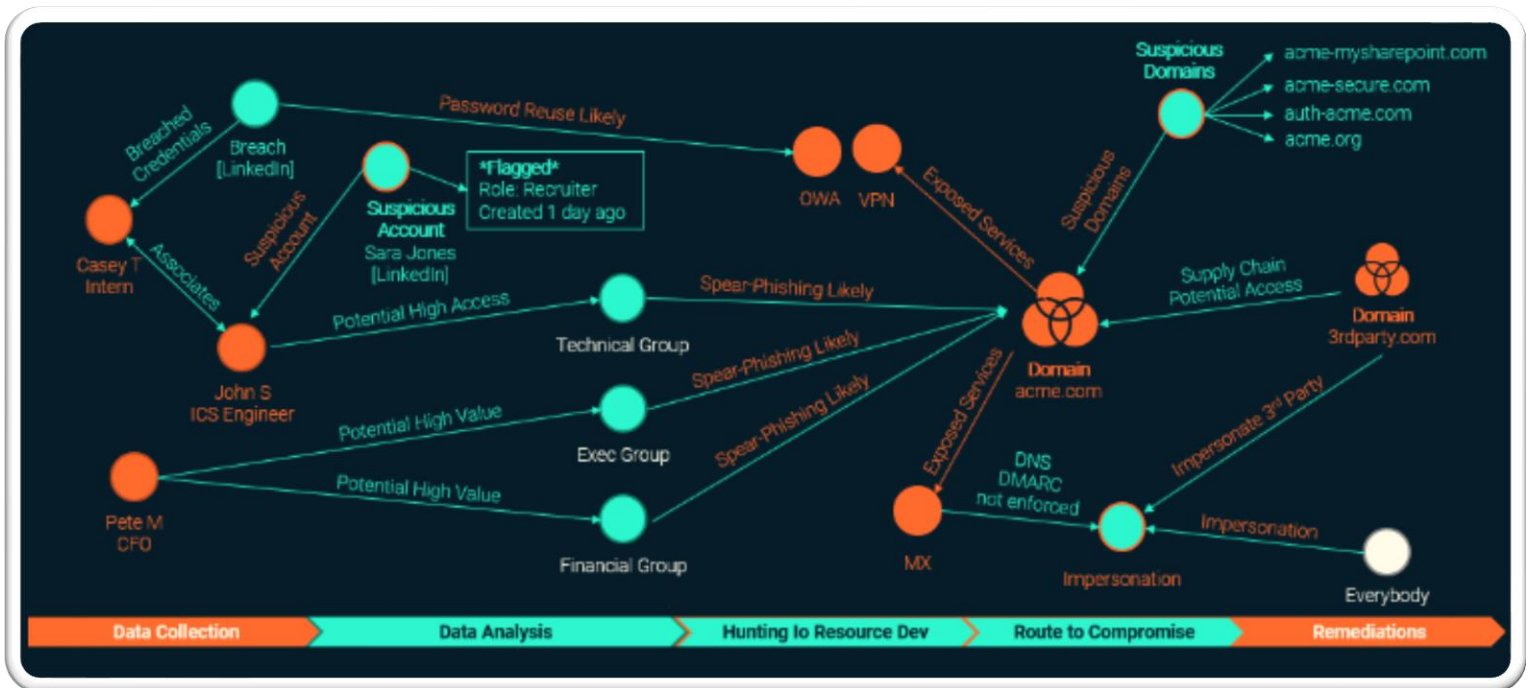 Breached
Credentials
Breach
[LinkedIn]
Password Reuse Likely
Casey T
Intern
Associates
Suspicious
Account
Suspicious
Account
Sara Jones
[LinkedIn]
*Flagged*
Role: Recruiter
Created 1 day ago
John S
ICS Engineer
Potential High Access
Technical Group
Spear-Phishing Likely
Pete M
CFO
Potential High Value
Exec Group
Spear-Phishing Likely
Potential High Value
Financial Group
Spear-Phishing Likely
OWA
VPN
Exposed Services
Suspicious
Domains
acme-mysharepoint.com
acme-secure.com
auth-acme.com
acme.org
Suspicious
Domains
Domain
acme.com
Supply Chain
Potential Access
Domain
3rdparty.com
Exposed Services
MX
DNS
DMARC
not enforced
Impersonate 3rd Party
Impersonation
Impersonation
Everybody
Data Collection
Data Analysis
Hunting Io Resource Dev
Route to Compromise
Remediations